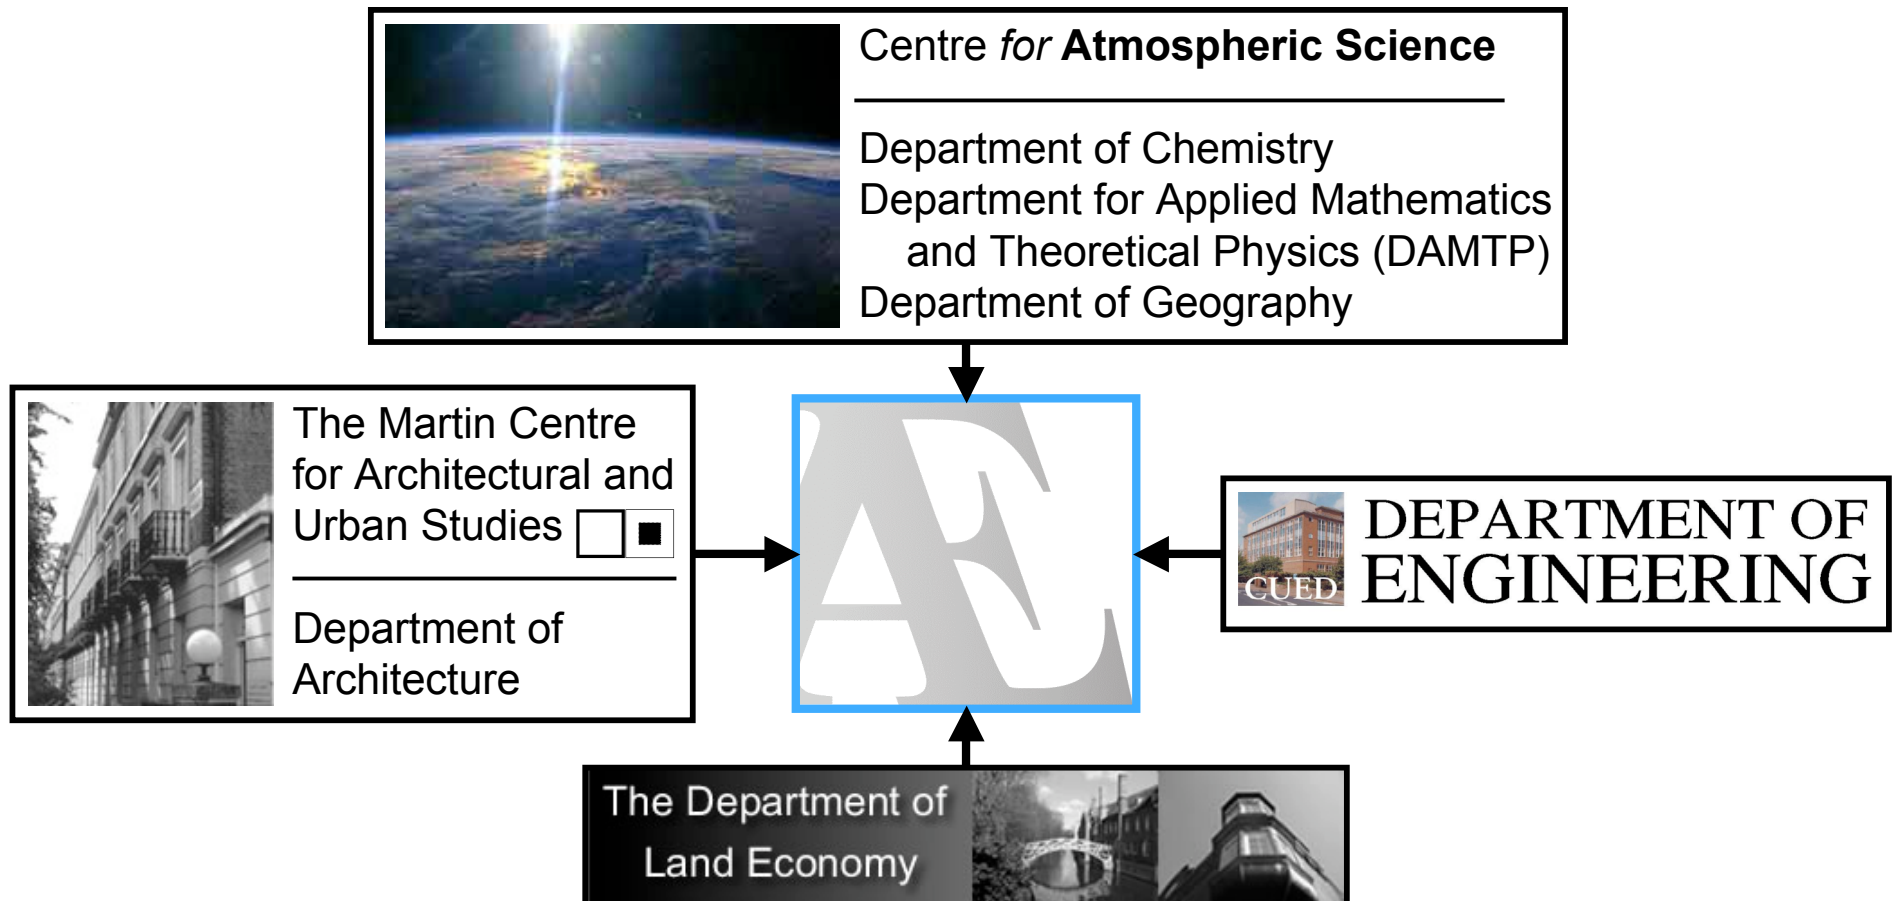 Centre for Atmospheric Science
Department of Chemistry
Department for Applied Mathematics
and Theoretical Physics (DAMTP)
Department of Geography
The Martin Centre
for Architectural and
Urban Studies
Department of
Architecture
Æ
CUED
DEPARTMENT OF
ENGINEERING
The Department of
Land Economy